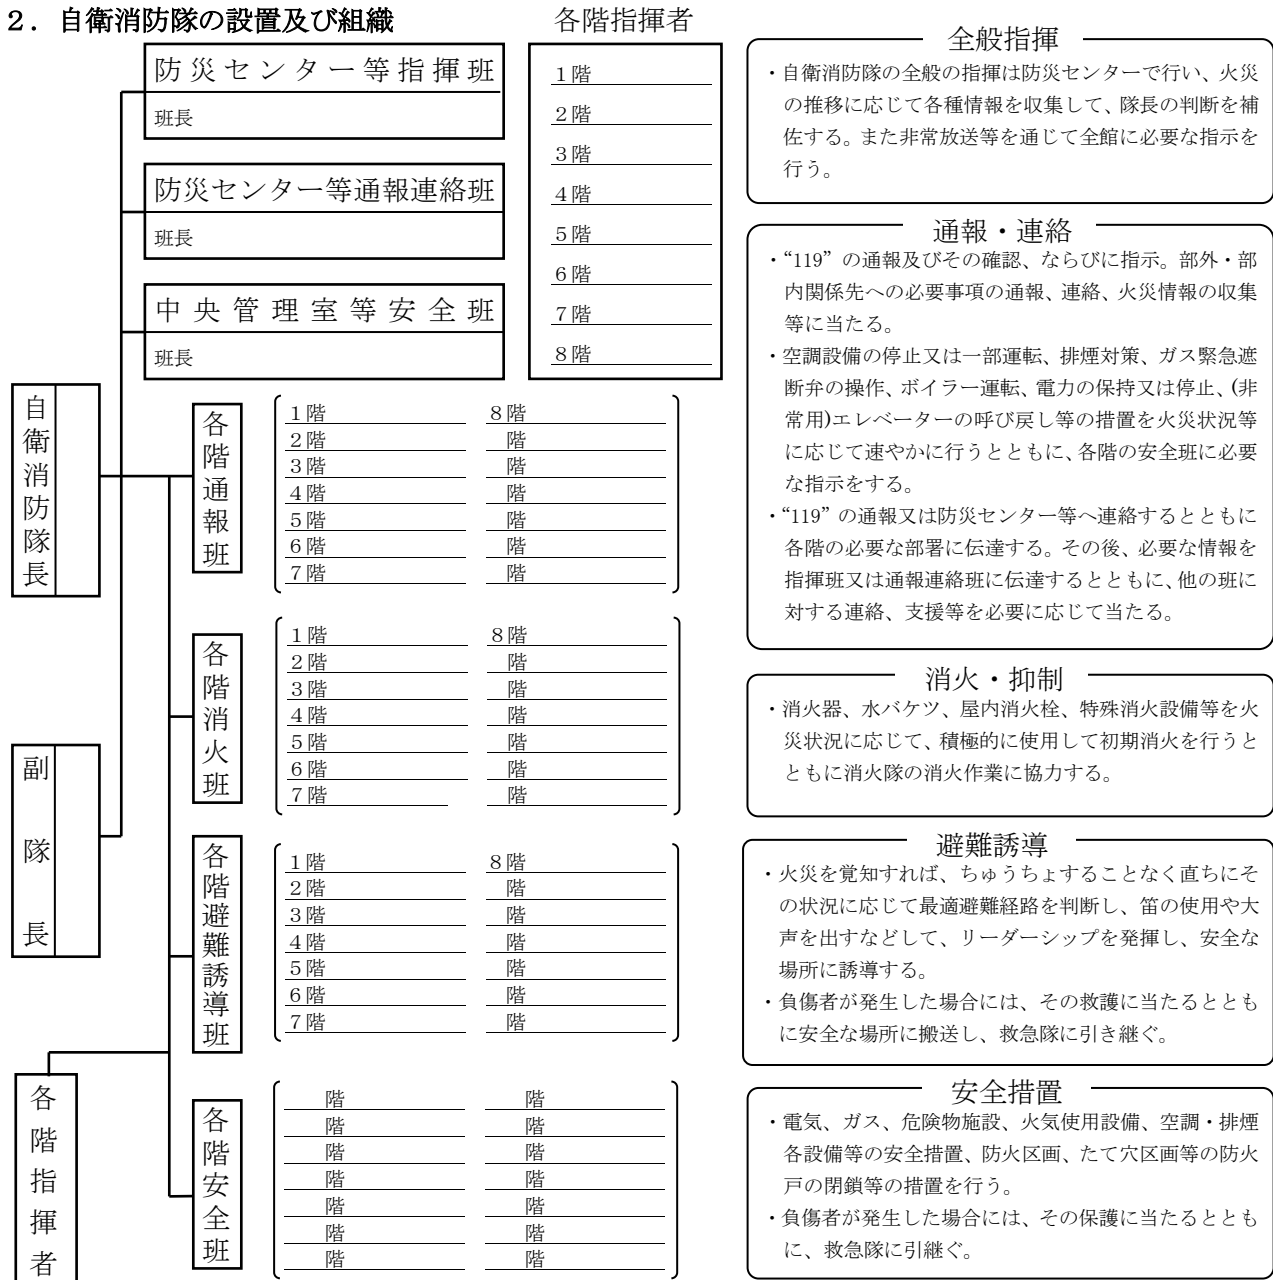 ２．自衛消防隊の設置及び組織
防災センター等指揮班
班長
防災センター等通報連絡班
班長
中央管理室等安全班
班長
各階指揮者
１階
２階
３階
４階
５階
６階
７階
８階
自衛消防隊長
副隊長
各階指揮者
各階通報班
１階 ８階
２階 階
３階 階
４階 階
５階 階
６階 階
７階 階
各階消火班
１階 ８階
２階 階
３階 階
４階 階
５階 階
６階 階
７階 階
各階避難誘導班
１階 ８階
２階 階
３階 階
４階 階
５階 階
６階 階
７階 階
各階安全班
階 階
階 階
階 階
階 階
階 階
階 階
階 階
全般指揮
・自衛消防隊の全般の指揮は防災センターで行い、火災
の推移に応じて各種情報を収集して、隊長の判断を補
佐する。また非常放送等を通じて全館に必要な指示を
行う。
通報・連絡
・“119”の通報及びその確認、ならびに指示。部外・部
内関係先への必要事項の通報、連絡、火災情報の収集
等に当たる。
・空調設備の停止又は一部運転、排煙対策、ガス緊急遮
断弁の操作、ボイラー運転、電力の保持又は停止、(非
常用)エレベーターの呼び戻し等の措置を火災状況等
に応じて速やかに行うとともに、各階の安全班に必要
な指示をする。
・“119”の通報又は防災センター等へ連絡するとともに
各階の必要な部署に伝達する。その後、必要な情報を
指揮班又は通報連絡班に伝達するとともに、他の班に
対する連絡、支援等を必要に応じて当たる。
消火・抑制
・消火器、水バケツ、屋内消火栓、特殊消火設備等を火
災状況に応じて、積極的に使用して初期消火を行うと
ともに消火隊の消火作業に協力する。
避難誘導
・火災を覚知すれば、ちゅうちょすることなく直ちにそ
の状況に応じて最適避難経路を判断し、笛の使用や大
声を出すなどして、リーダーシップを発揮し、安全な
場所に誘導する。
・負傷者が発生した場合には、その救護に当たるととも
に安全な場所に搬送し、救急隊に引き継ぐ。
安全措置
・電気、ガス、危険物施設、火気使用設備、空調・排煙
各設備等の安全措置、防火区画、たて穴区画等の防火
戸の閉鎖等の措置を行う。
・負傷者が発生した場合には、その保護に当たるととも
に、救急隊に引継ぐ。